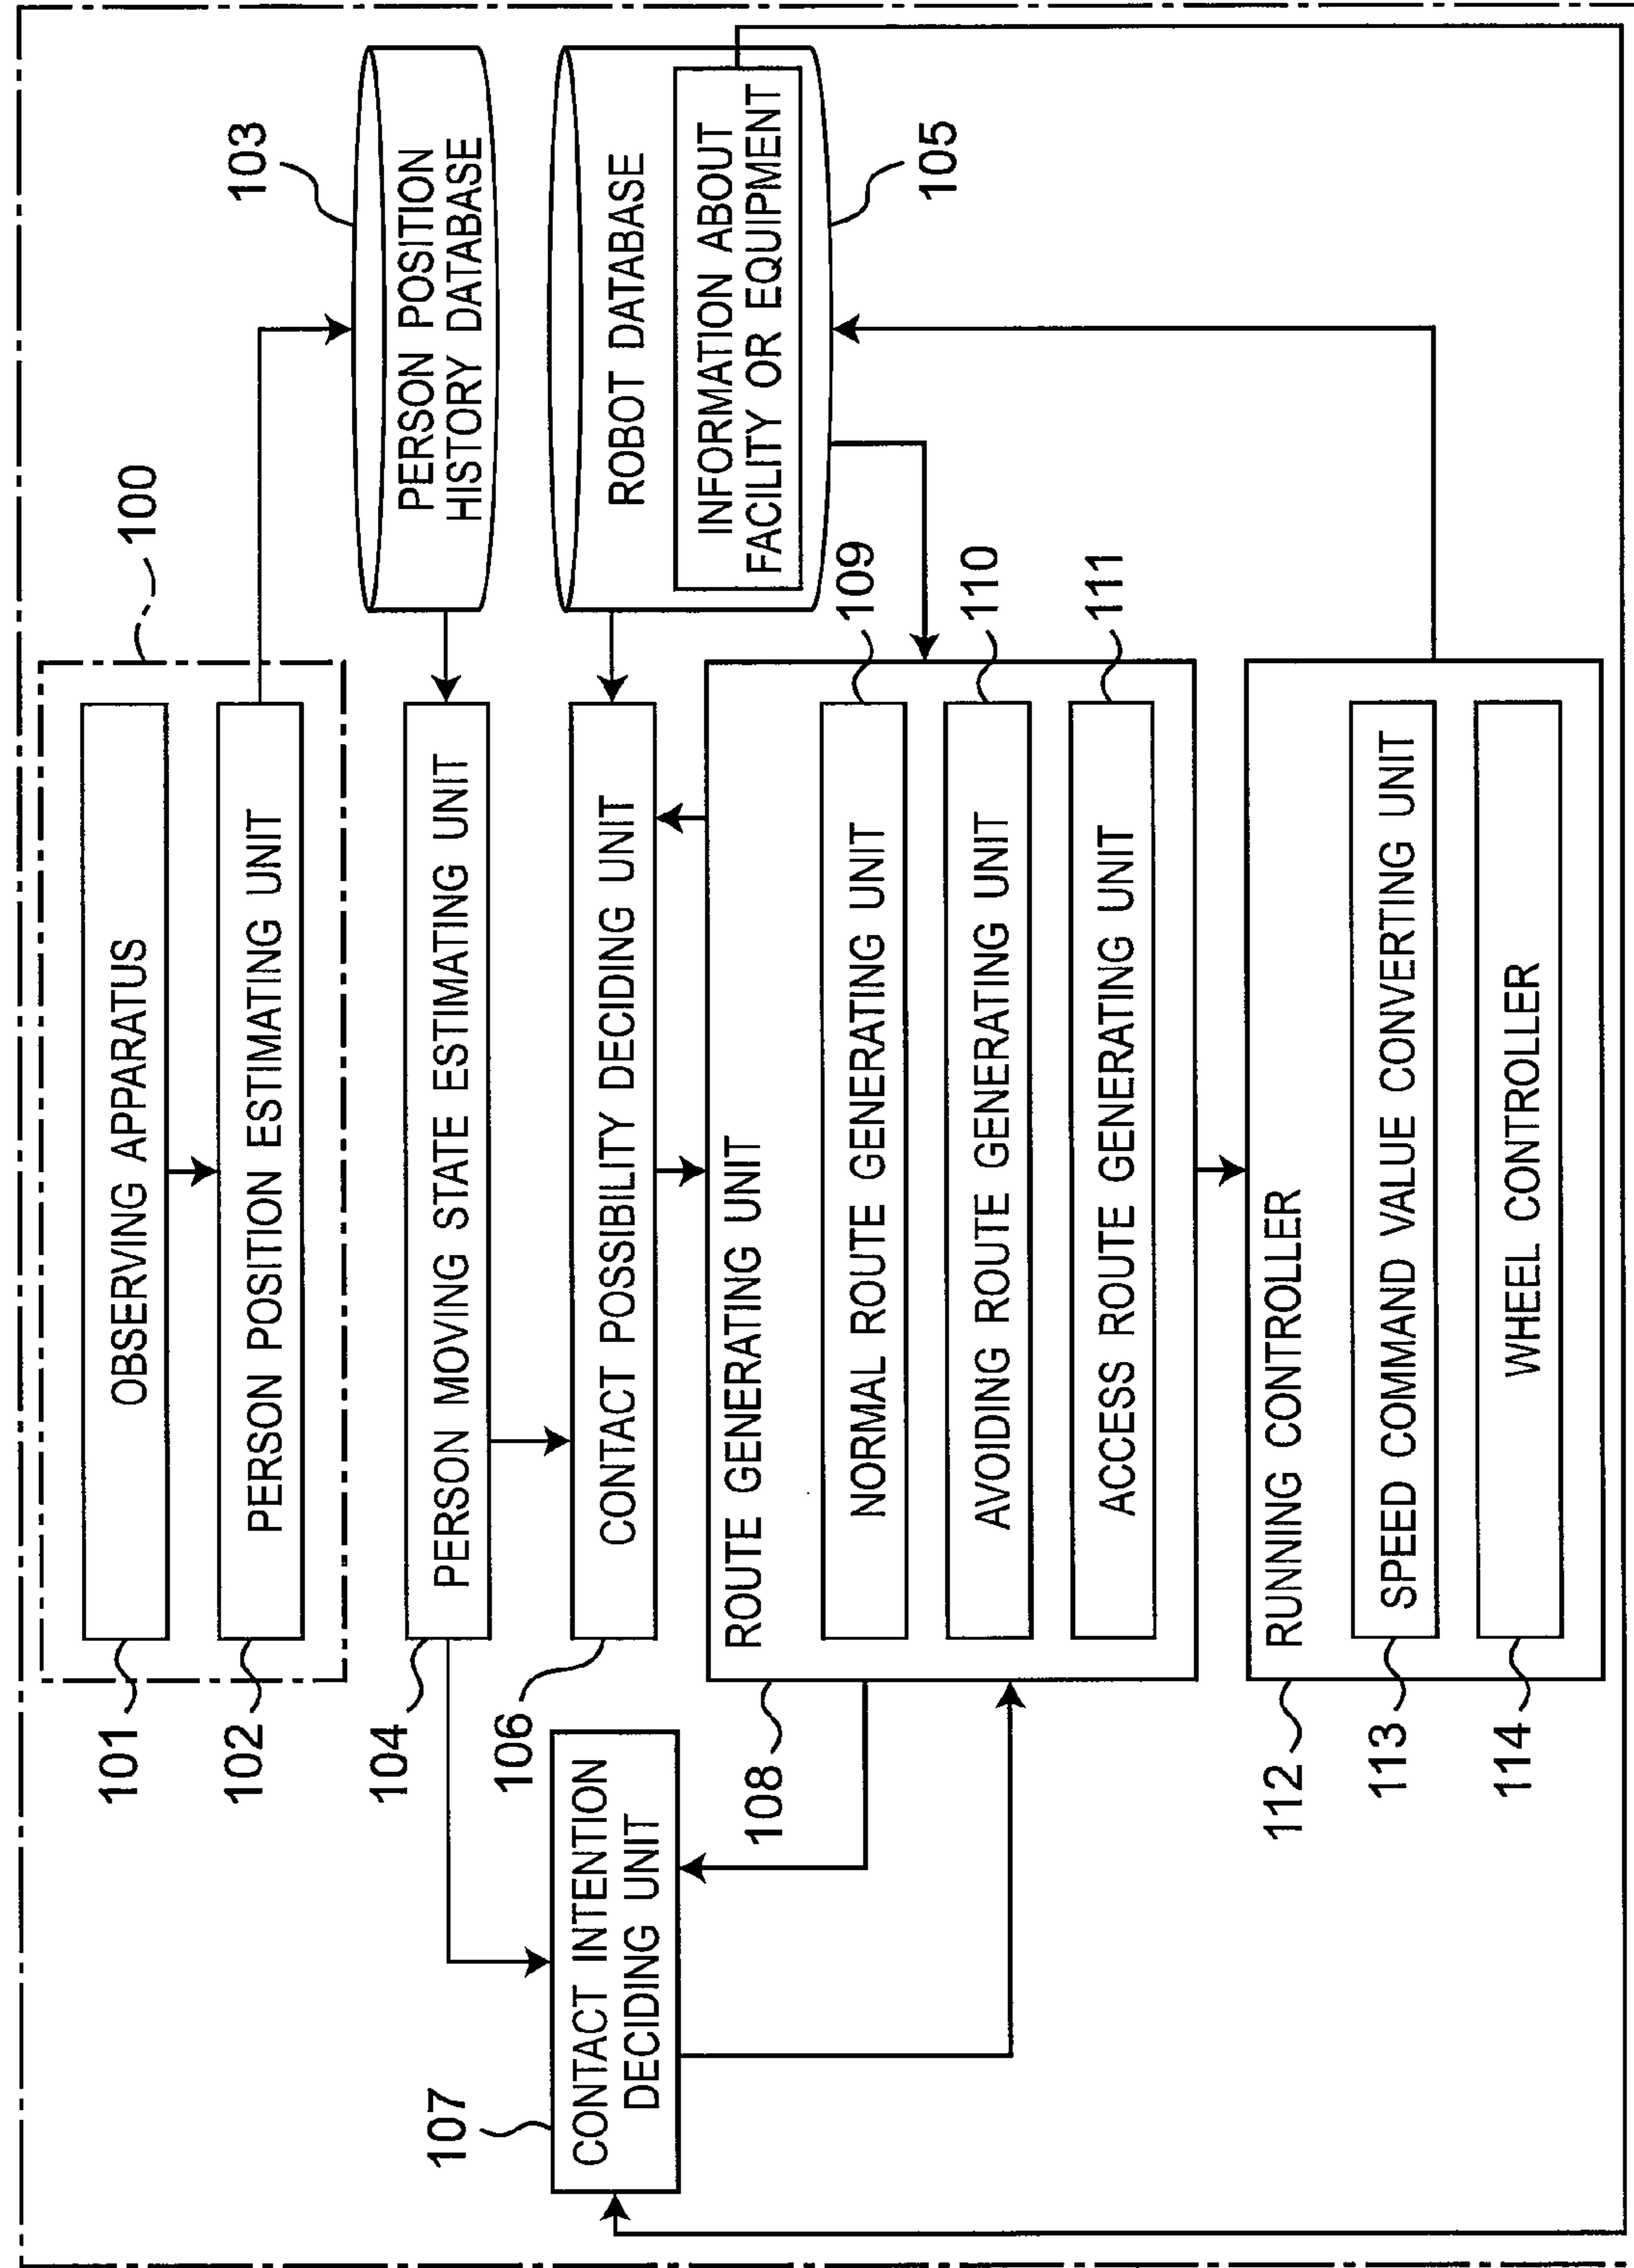 100
101
OBSERVING APPARATUS
102
PERSON POSITION ESTIMATING UNIT
103
PERSON POSITION
HISTORY DATABASE
104
PERSON MOVING STATE ESTIMATING UNIT
106
CONTACT POSSIBILITY DECIDING UNIT
ROBOT DATABASE
INFORMATION ABOUT
FACILITY OR EQUIPMENT
105
107
CONTACT INTENTION
DECIDING UNIT
108
ROUTE GENERATING UNIT
NORMAL ROUTE GENERATING UNIT
109
AVOIDING ROUTE GENERATING UNIT
110
ACCESS ROUTE GENERATING UNIT
111
112
RUNNING CONTROLLER
113
SPEED COMMAND VALUE CONVERTING UNIT
114
WHEEL CONTROLLER